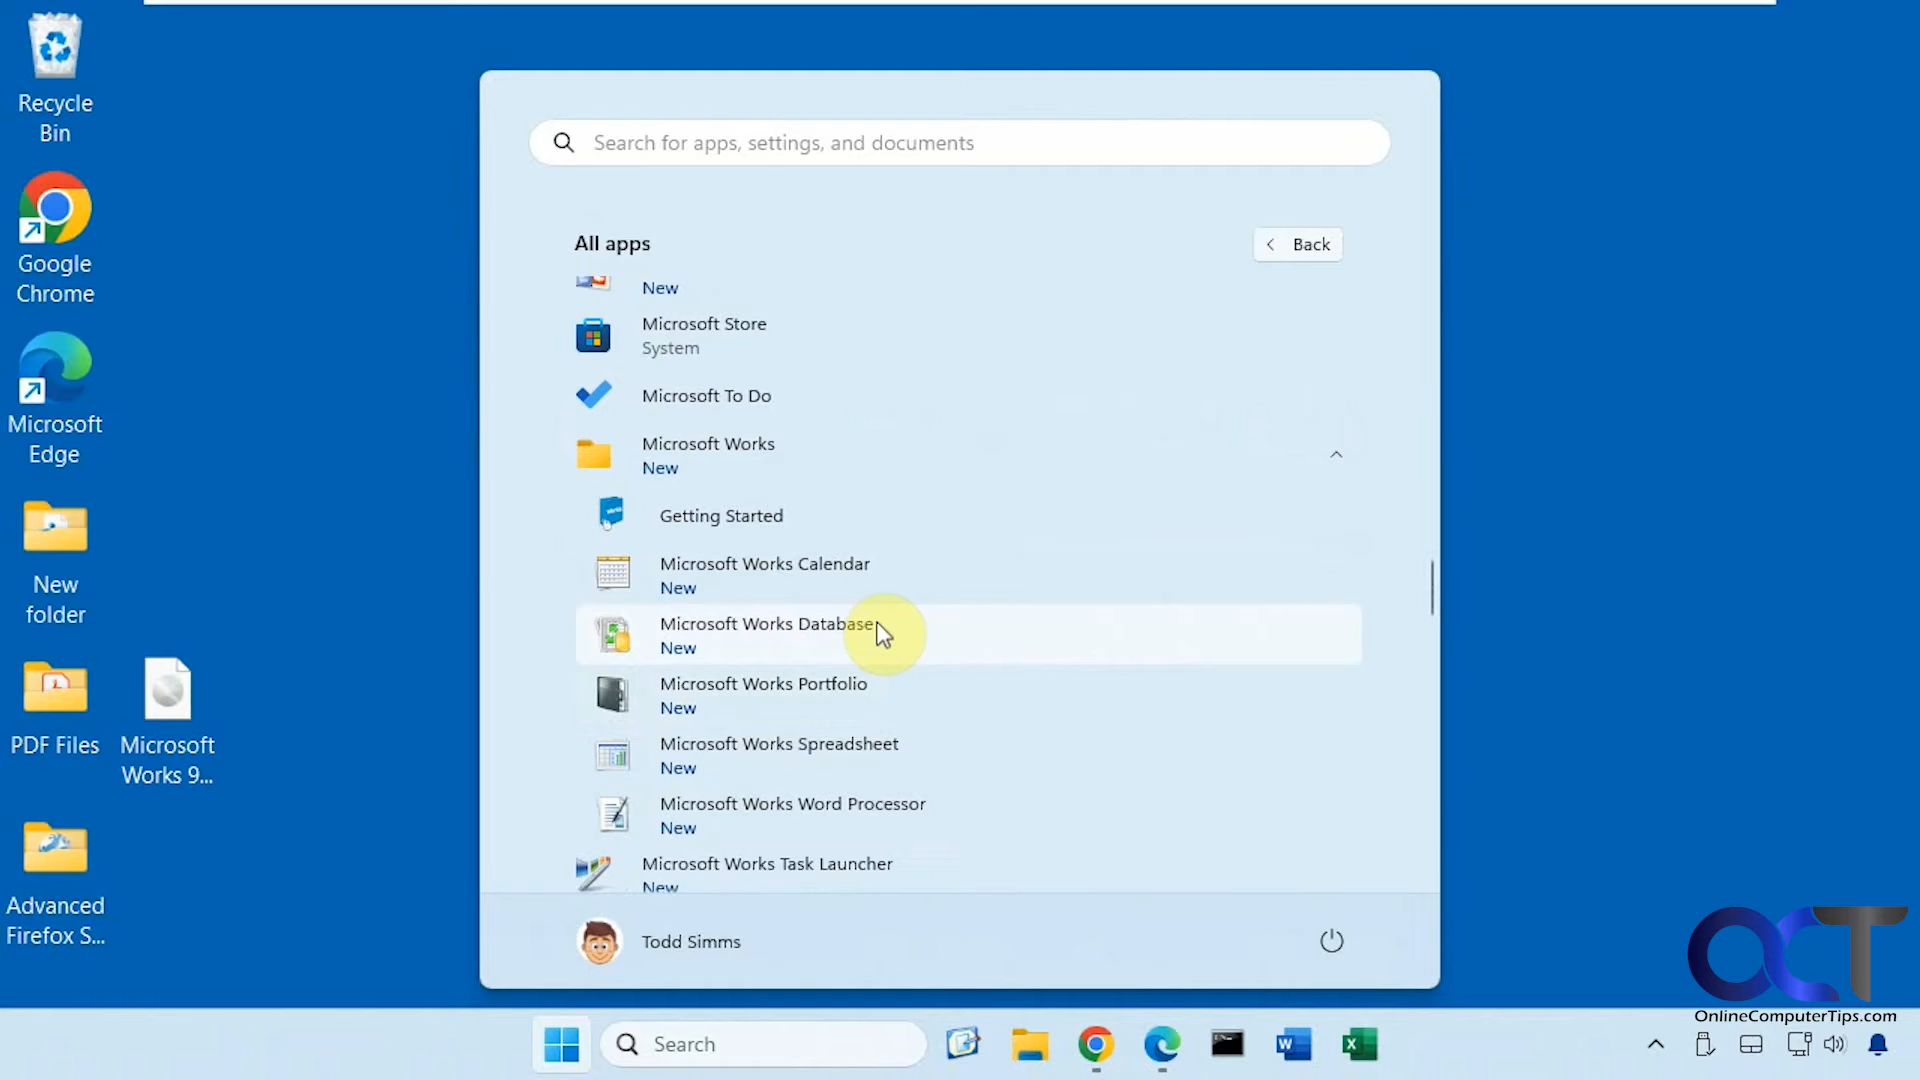 Recycle
Bin
Google
Chrome
Microsoft
Edge
New
folder
PDF Files
Microsoft
Works 9...
Advanced
Firefox S...
Search for apps, settings, and documents
All apps
Back
New
Microsoft Store
System
Microsoft To Do
Microsoft Works
New
Getting Started
Microsoft Works Calendar
New
Microsoft Works Database
New
Microsoft Works Portfolio
New
Microsoft Works Spreadsheet
New
Microsoft Works Word Processor
New
Microsoft Works Task Launcher
New
Todd Simms
Search
OCT
OnlineComputerTips.com